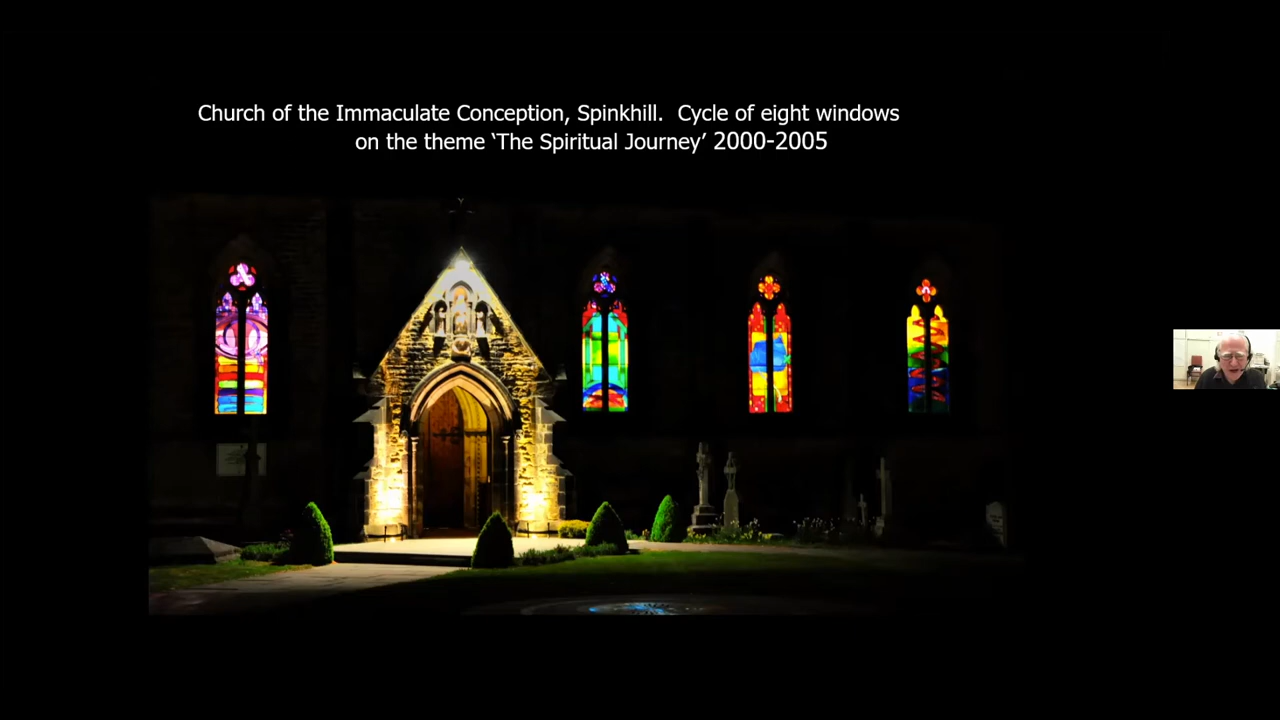 Church of the Immaculate Conception, Spinkhill.  Cycle of eight windows
on the theme ‘The Spiritual Journey’ 2000-2005